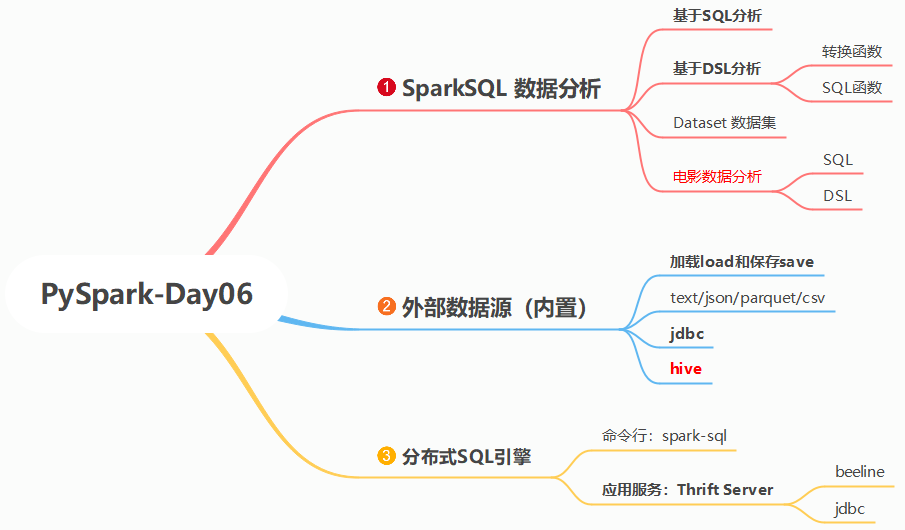 PySpark-Day06
1 SparkSQL 数据分析
基于SQL分析
基于DSL分析
转换函数
SQL函数
Dataset 数据集
电影数据分析
SQL
DSL
2 外部数据源（内置）
加载load和保存save
text/json/parquet/csv
jdbc
hive
3 分布式SQL引擎
命令行：spark-sql
应用服务：Thrift Server
beeline
jdbc